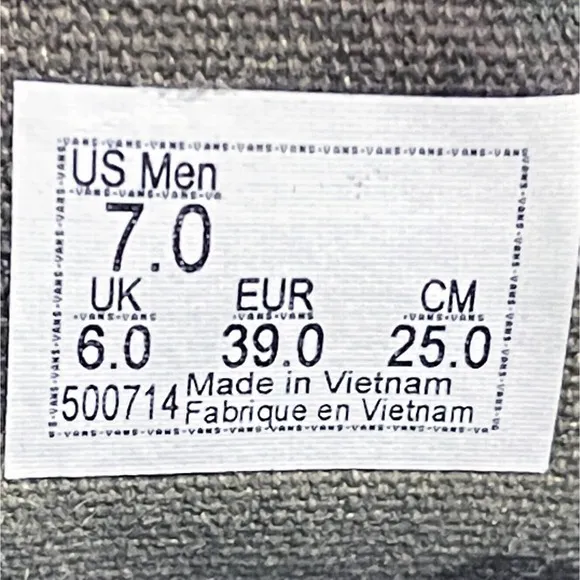 US Men
7.0
UK EUR CM
6.0 39.0 25.0
500714 Made in Vietnam
Fabrique en Vietnam